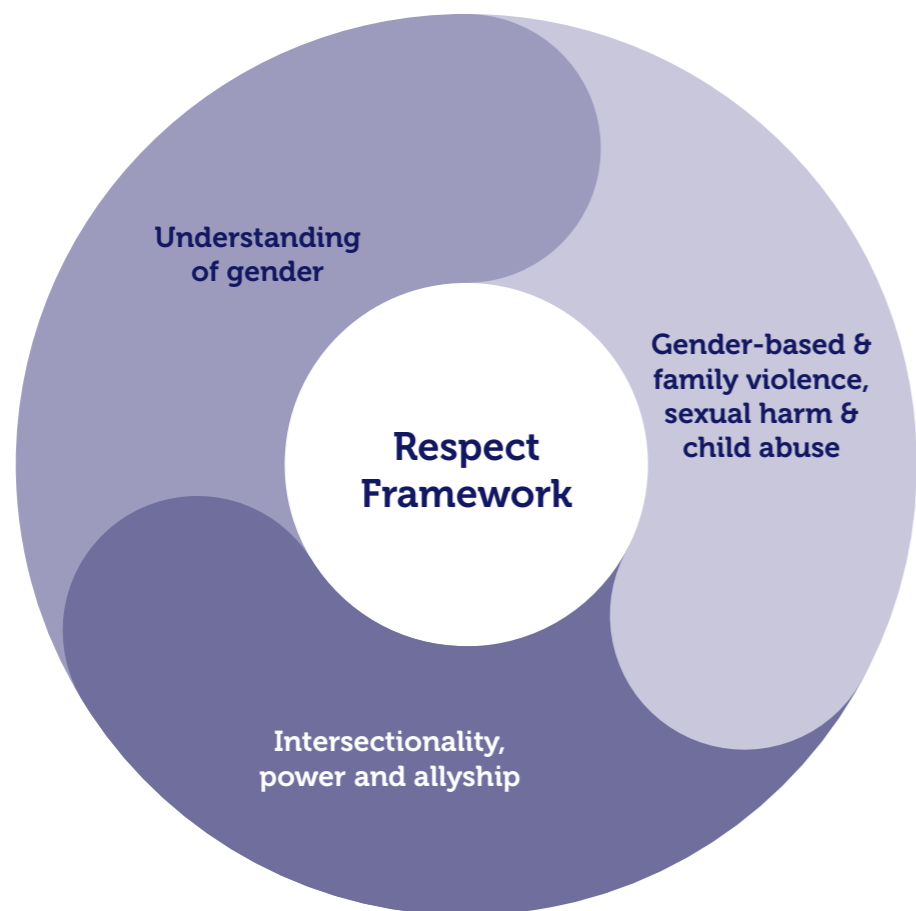 Understanding
of gender
Gender-based &
family violence,
sexual harm &
child abuse
Respect
Framework
Intersectionality,
power and allyship